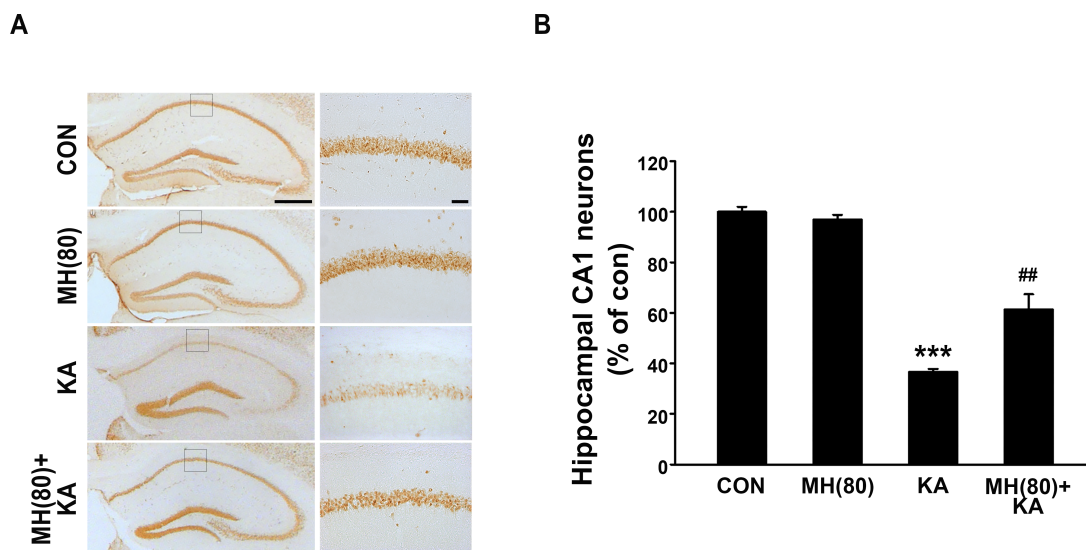 A
CON
MH(80)
KA
MH(80)+
KA
B
Hippocampal CA1 neurons
(% of con)
120
100
80
60
40
20
0
***
##
CON
MH(80)
KA
MH(80)+
KA